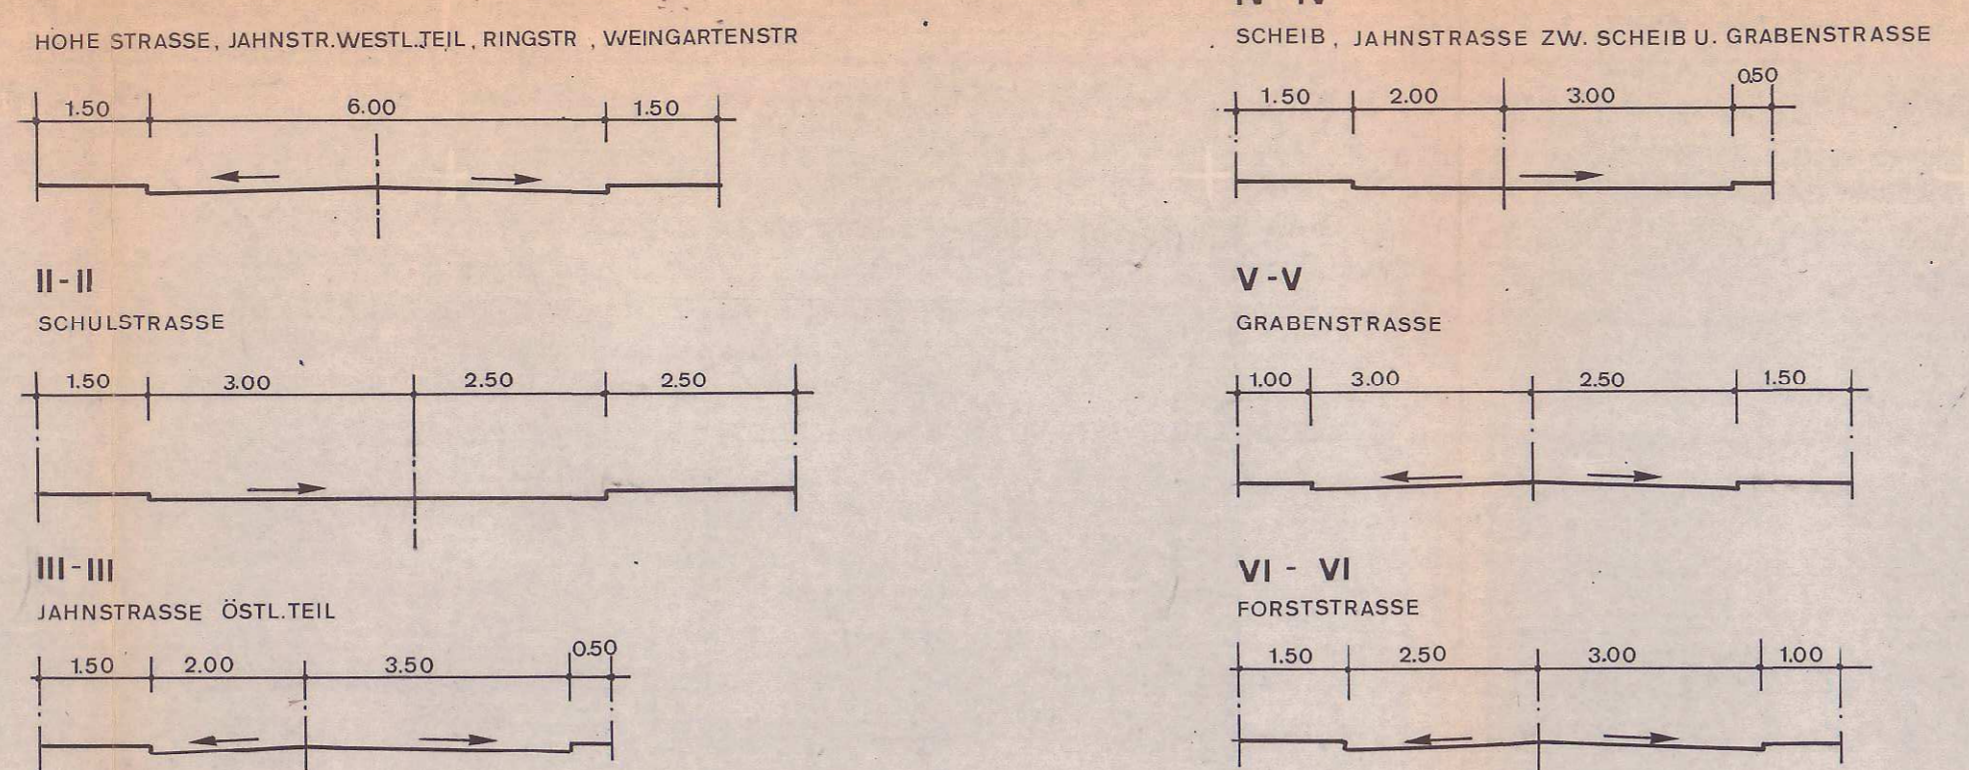 HOHE STRASSE, JAHNSTR.WESTL.TEIL, RINGSTR , WEINGARTENSTR
1.50 6.00 1.50
II-II
SCHULSTRASSE
1.50 3.00 2.50 2.50
III-III
JAHNSTRASSE ÖSTL.TEIL
1.50 2.00 3.50 0.50
IV-IV
SCHEIB, JAHNSTRASSE ZW. SCHEIB U. GRABENSTRASSE
1.50 2.00 3.00 0.50
V-V
GRABENSTRASSE
1.00 3.00 2.50 1.50
VI - VI
FORSTSTRASSE
1.50 2.50 3.00 1.00